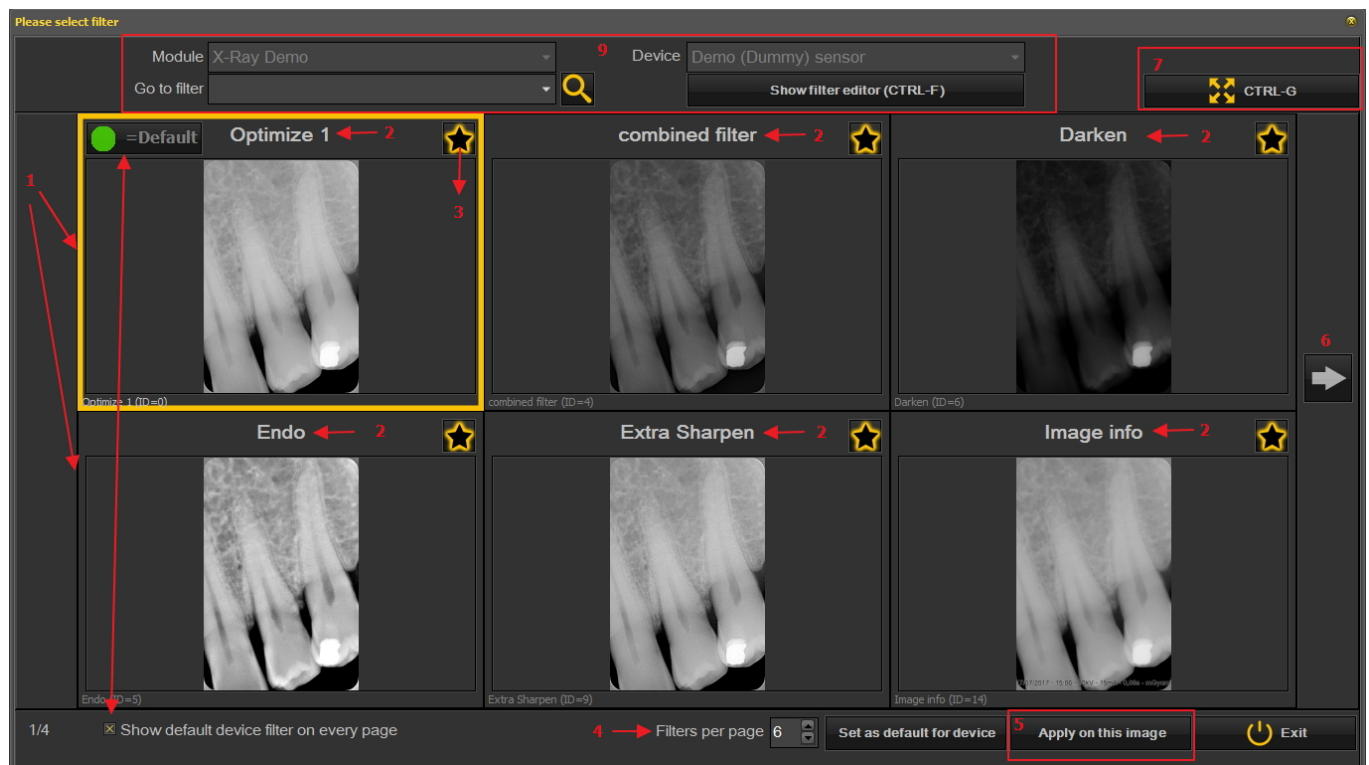 Please select filter
Module X-Ray Demo 9 Device Demo (Dummy) sensor 7
Go to filter Show filter editor (CTRL-F) CTRL-G
=Default Optimize 1 2 combined filter 2 Darken 2
1
3
Optimize 1 (ID=0) combined filter (ID=4) Darken (ID=6)
6
Endo 2 Extra Sharpen 2 Image info 2
Endo (ID=5) Extra Sharpen (ID=9) Image info (ID=14)
1/4 Show default device filter on every page 4 Filters per page 6 Set as default for device 5 Apply on this image Exit